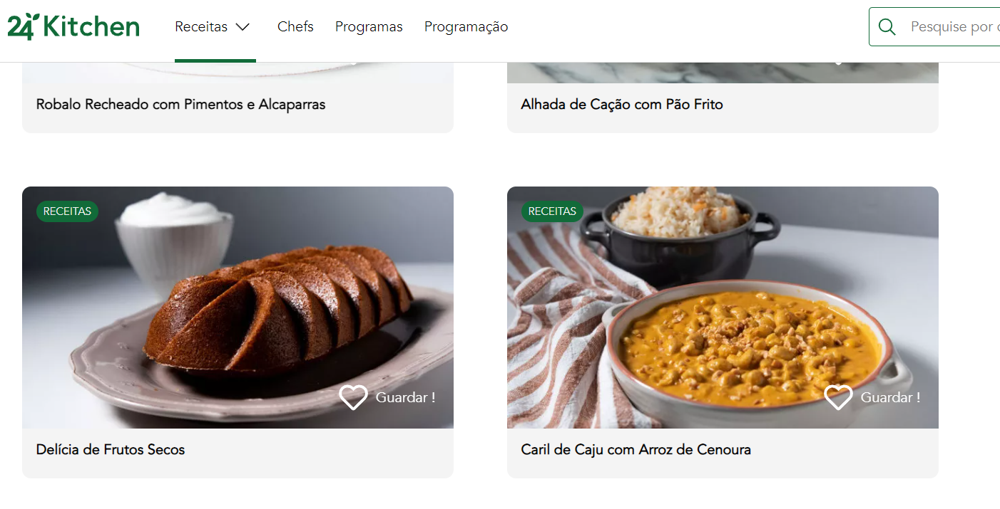 24Kitchen
Receitas
Chefs
Programas
Programação
Pesquise por
Robalo Recheado com Pimentos e Alcaparras
Alhada de Cação com Pão Frito
RECEITAS
Guardar !
Delícia de Frutos Secos
RECEITAS
Guardar !
Caril de Caju com Arroz de Cenoura